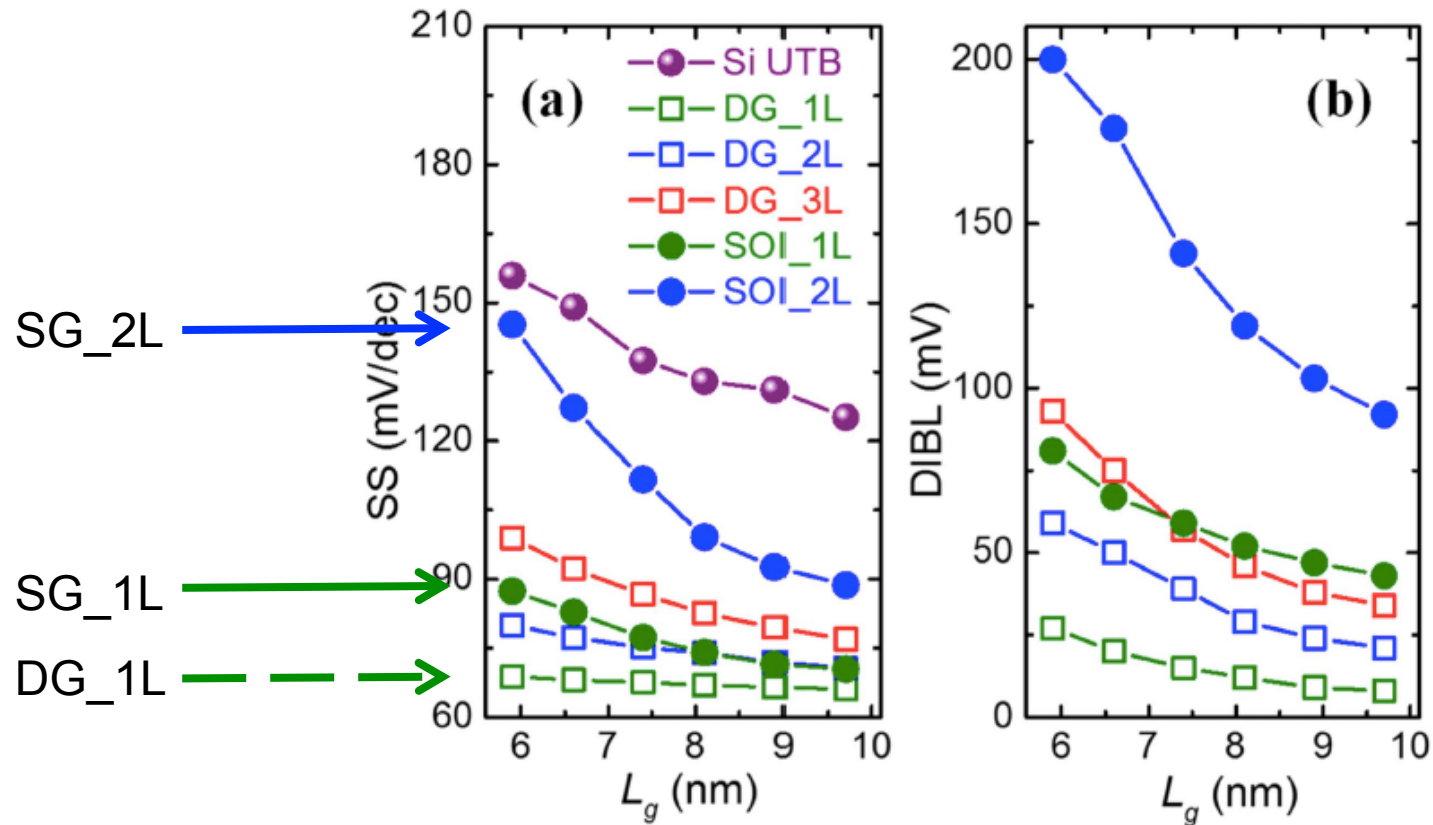 SG_2L
SG_1L
DG_1L
(a)
Si UTB
DG_1L
DG_2L
DG_3L
SOI_1L
SOI_2L
SS (mV/dec)
210
180
150
120
90
60
6 7 8 9 10
Lg (nm)
(b)
DIBL (mV)
200
150
100
50
0
6 7 8 9 10
Lg (nm)